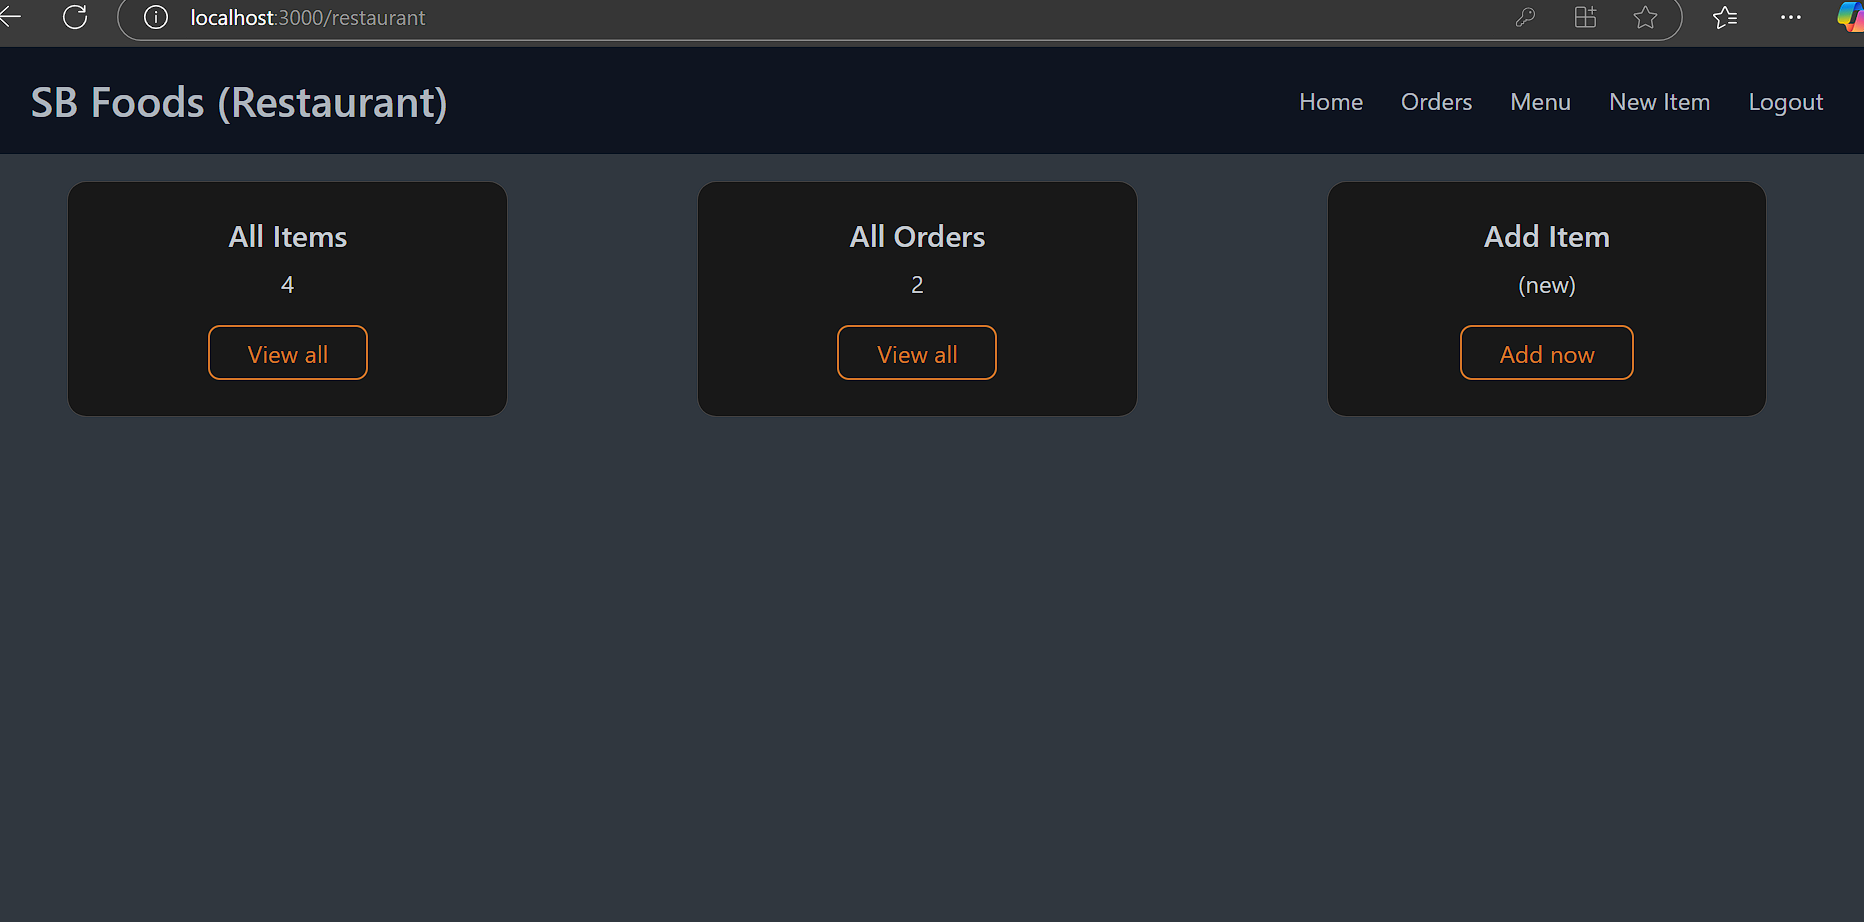 localhost:3000/restaurant
SB Foods (Restaurant)
Home Orders Menu New Item Logout
All Items
4
View all
All Orders
2
View all
Add Item
(new)
Add now